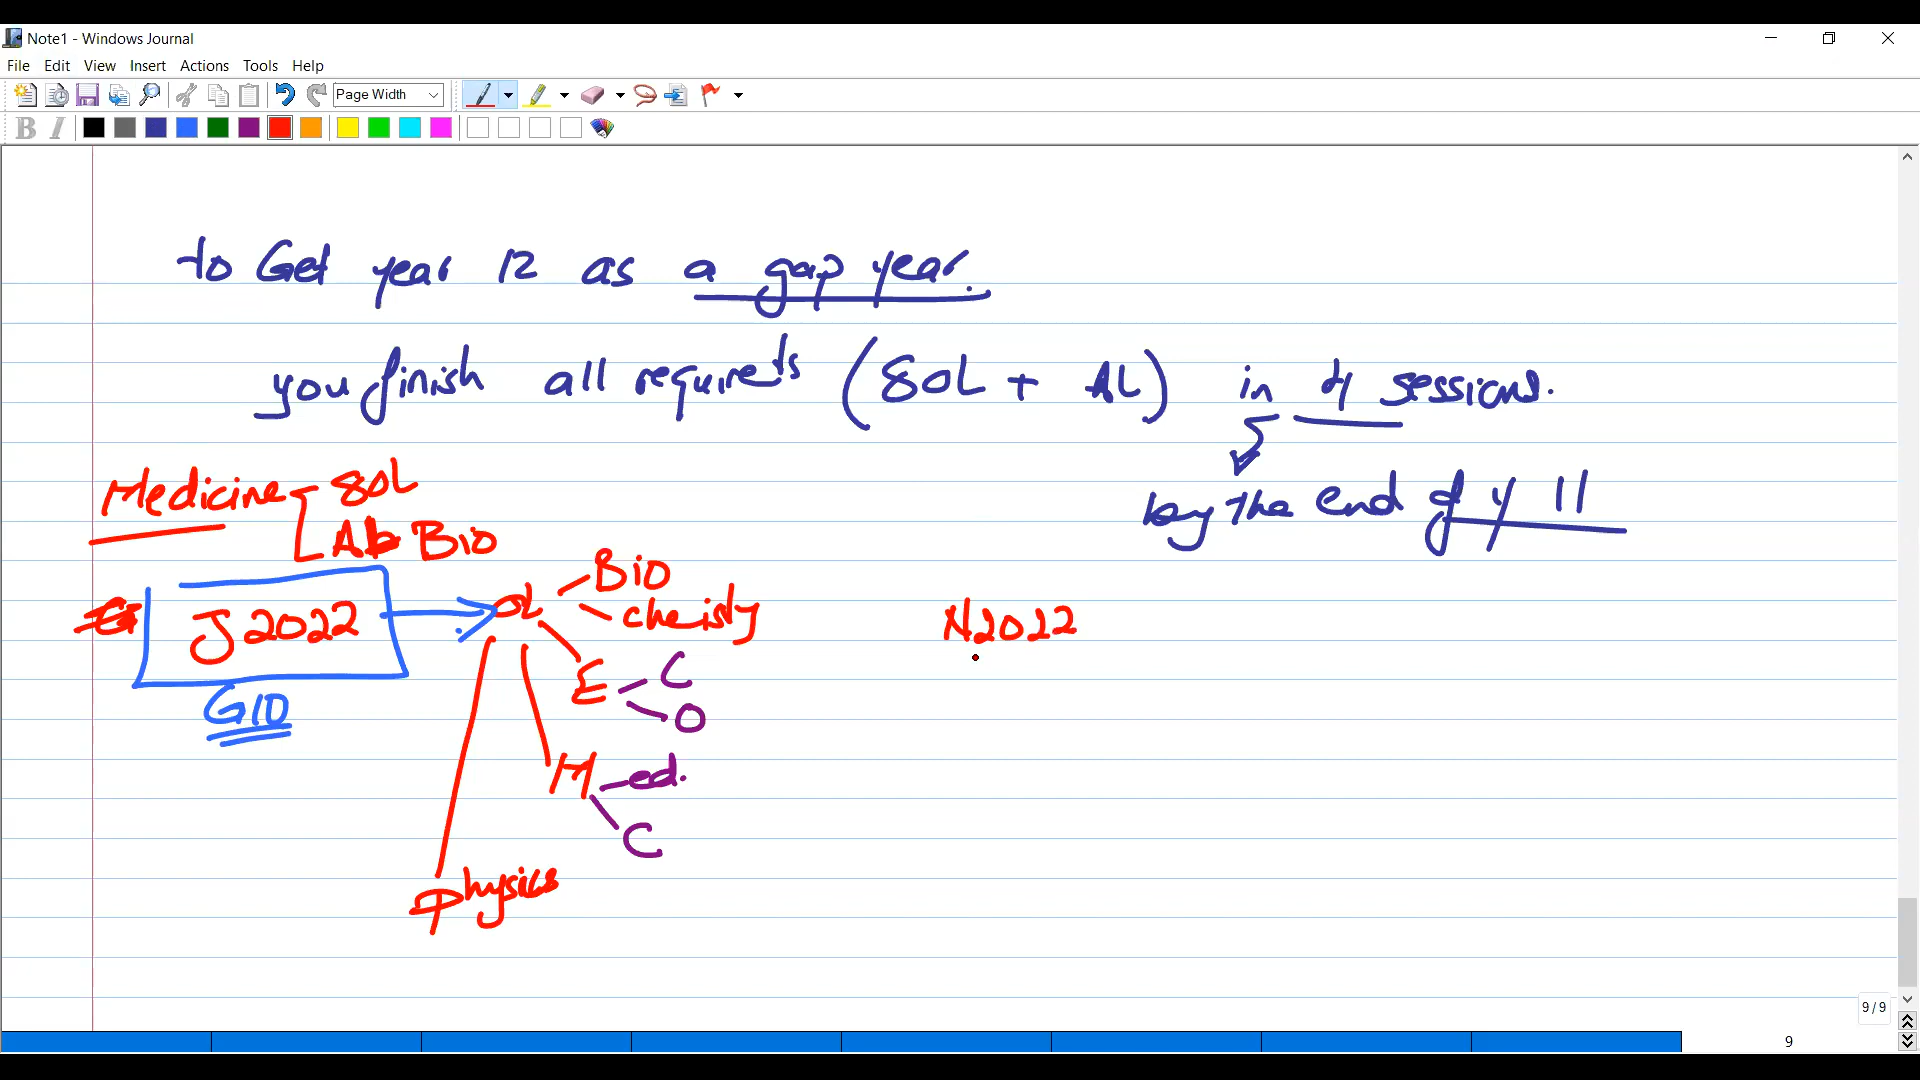 Note1 - Windows Journal
File Edit View Insert Actions Tools Help
Page Width
B I
to Get year 12 as a gap year.
you finish all requirets (8OL + AL) in 4 sessions.
by the end of y 11
Medicine 8OL
AL Bio
J2022 OL Bio
cheisty
N2022
E C
O
G10
M ed.
C
Physics
9 / 9
9